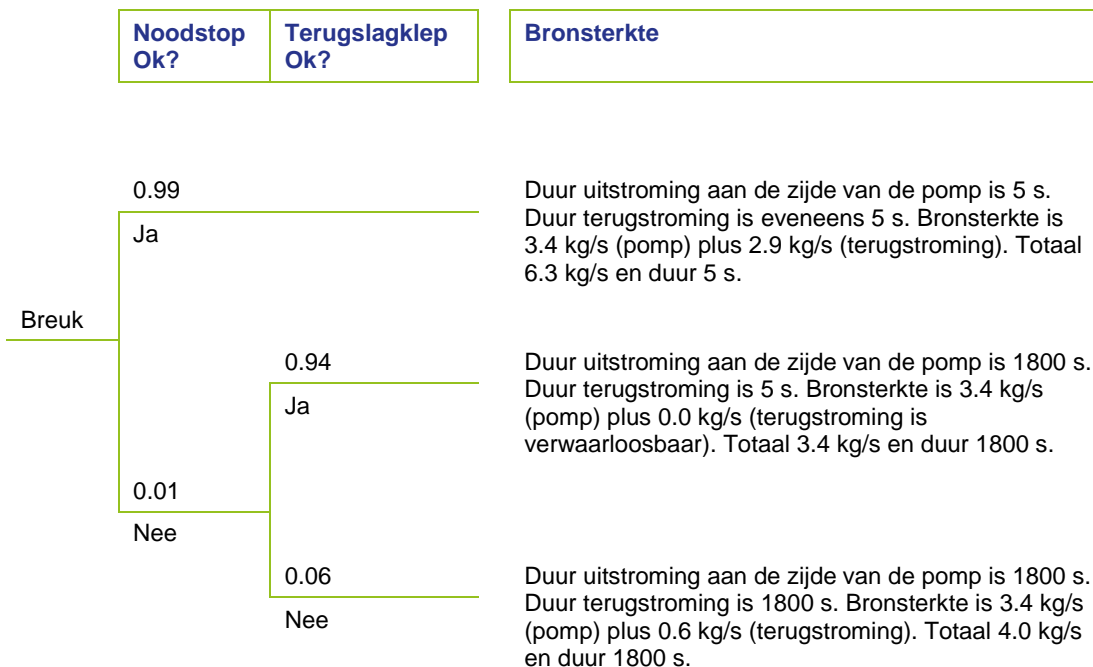 Noodstop Ok?
Terugslagklep Ok?
Bronsterkte
0.99
Ja
Duur uitstroming aan de zijde van de pomp is 5 s.
Duur terugstroming is eveneens 5 s. Bronsterkte is
3.4 kg/s (pomp) plus 2.9 kg/s (terugstroming). Totaal
6.3 kg/s en duur 5 s.
Breuk
0.94
Ja
Duur uitstroming aan de zijde van de pomp is 1800 s.
Duur terugstroming is 5 s. Bronsterkte is 3.4 kg/s
(pomp) plus 0.0 kg/s (terugstroming is
verwaarloosbaar). Totaal 3.4 kg/s en duur 1800 s.
0.01
Nee
0.06
Nee
Duur uitstroming aan de zijde van de pomp is 1800 s.
Duur terugstroming is 1800 s. Bronsterkte is 3.4 kg/s
(pomp) plus 0.6 kg/s (terugstroming). Totaal 4.0 kg/s
en duur 1800 s.